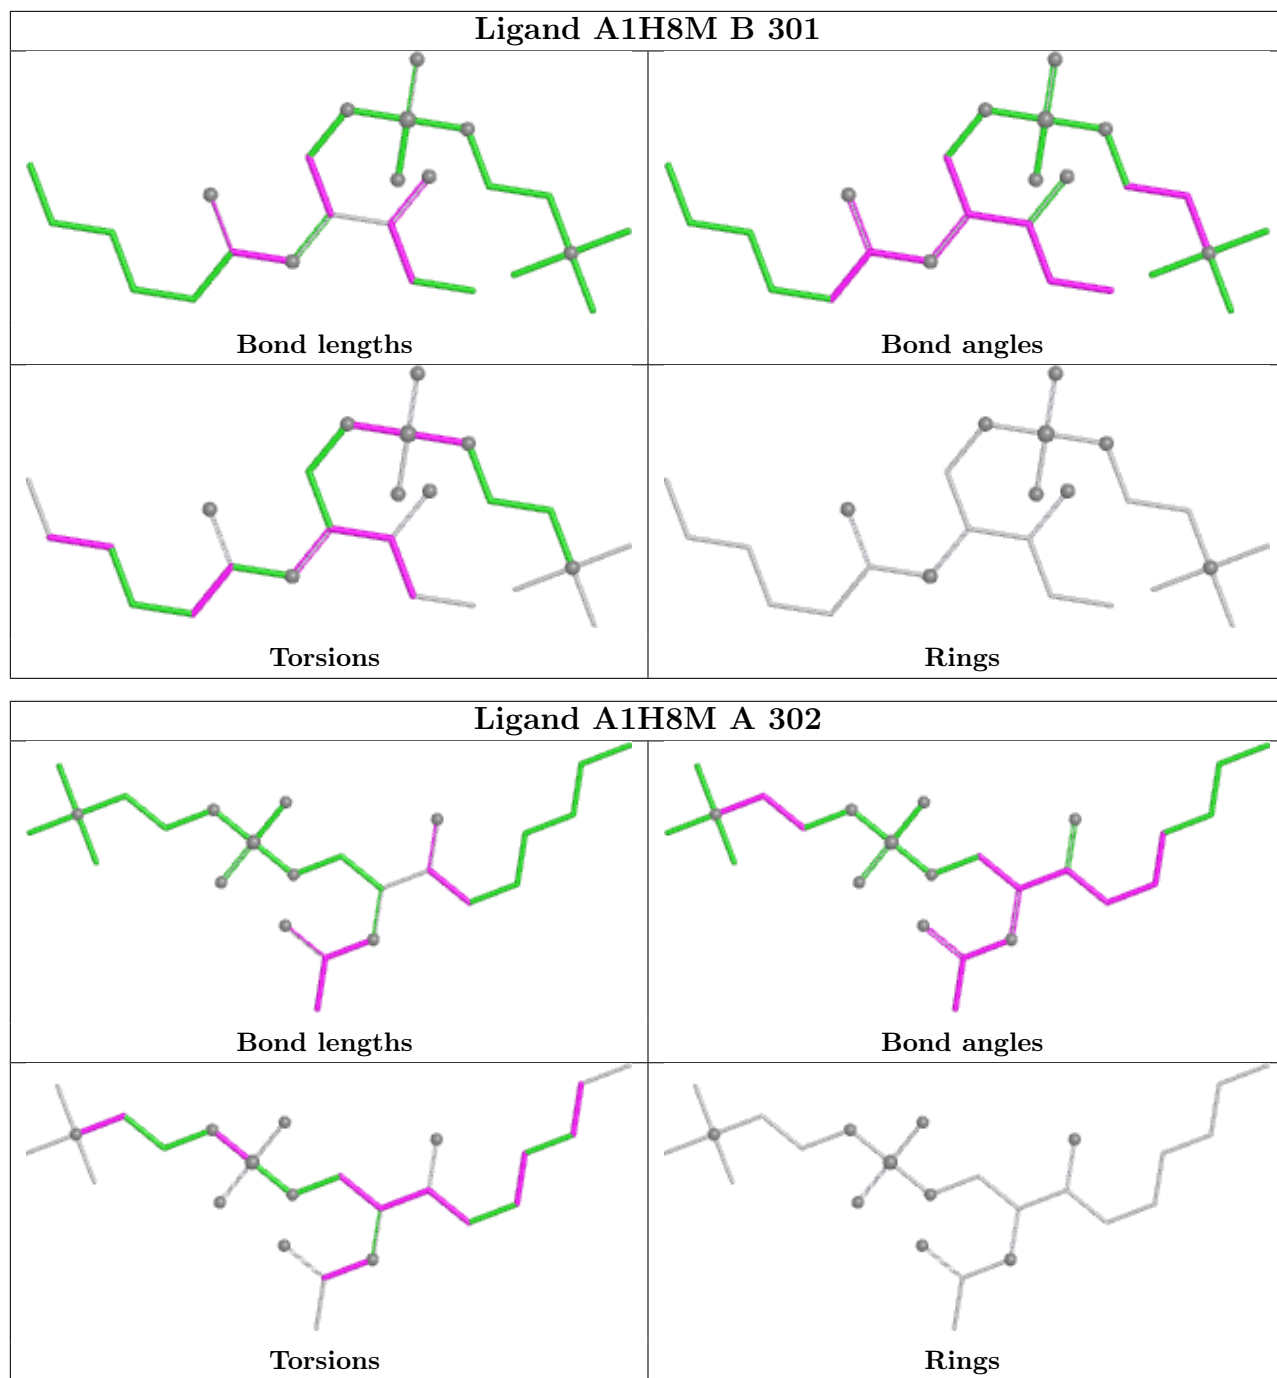 Ligand A1H8M B 301
Bond lengths
Bond angles
Torsions
Rings
Ligand A1H8M A 302
Bond lengths
Bond angles
Torsions
Rings